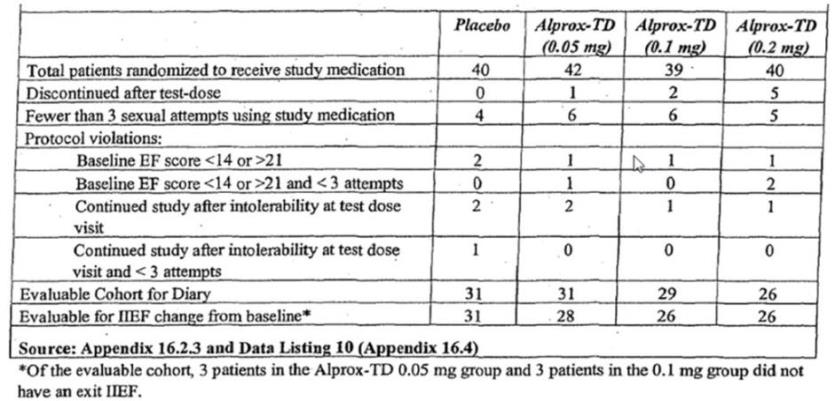 Placebo Alprox-TD Alprox-TD Alprox-TD
(0.05 mg) (0.1 mg) (0.2 mg)
Total patients randomized to receive study medication 40 42 39 40
Discontinued after test-dose 0 1 2 5
Fewer than 3 sexual attempts using study medication 4 6 6 5
Protocol violations:
Baseline EF score <14 or >21 2 1 1 1
Baseline EF score <14 or >21 and < 3 attempts 0 1 0 2
Continued study after intolerability at test dose 2 2 1 1
visit
Continued study after intolerability at test dose 1 0 0 0
visit and < 3 attempts
Evaluable Cohort for Diary 31 31 29 26
Evaluable for IIEF change from baseline* 31 28 26 26
Source: Appendix 16.2.3 and Data Listing 10 (Appendix 16.4)
*Of the evaluable cohort, 3 patients in the Alprox-TD 0.05 mg group and 3 patients in the 0.1 mg group did not
have an exit IIEF.